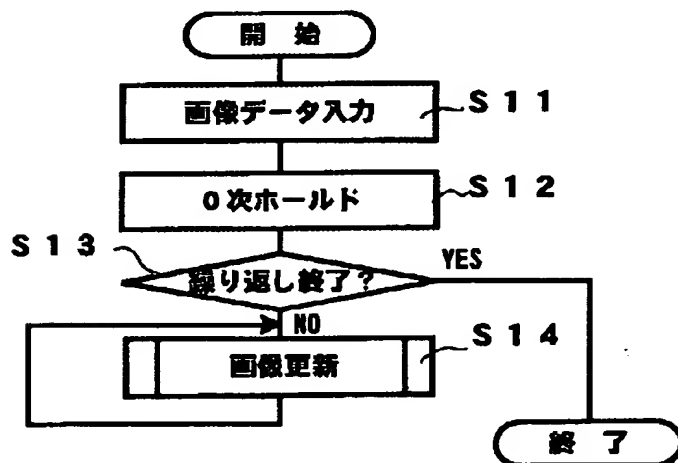 開 始
画像データ入力
S 1 1
0次ホールド
S 1 2
S 1 3
繰り返し終了?
YES
NO
画像更新
S 1 4
終 了